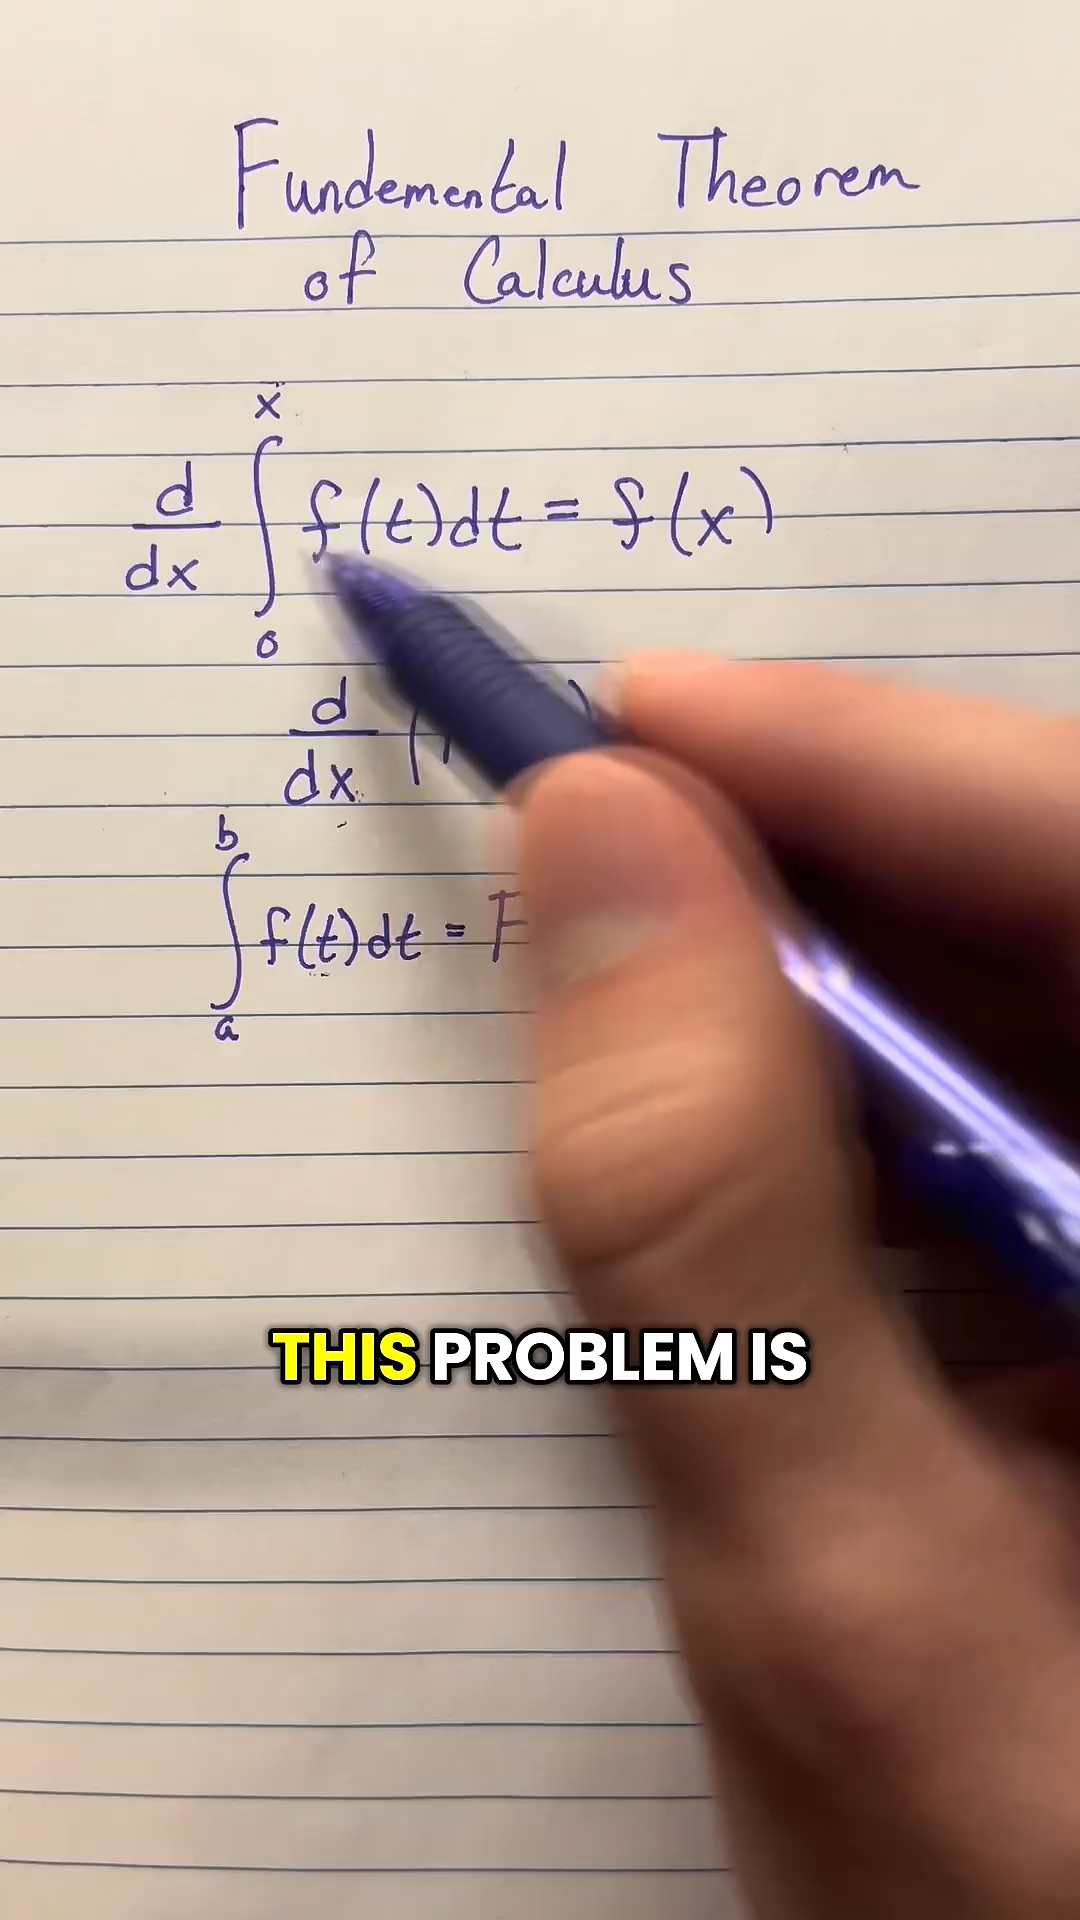 Fundemental Theorem
of Calculus
d/dx ∫₀ˣ f(t)dt = f(x)
d/dx (
∫ₐᵇ f(t)dt = F
THIS PROBLEM IS